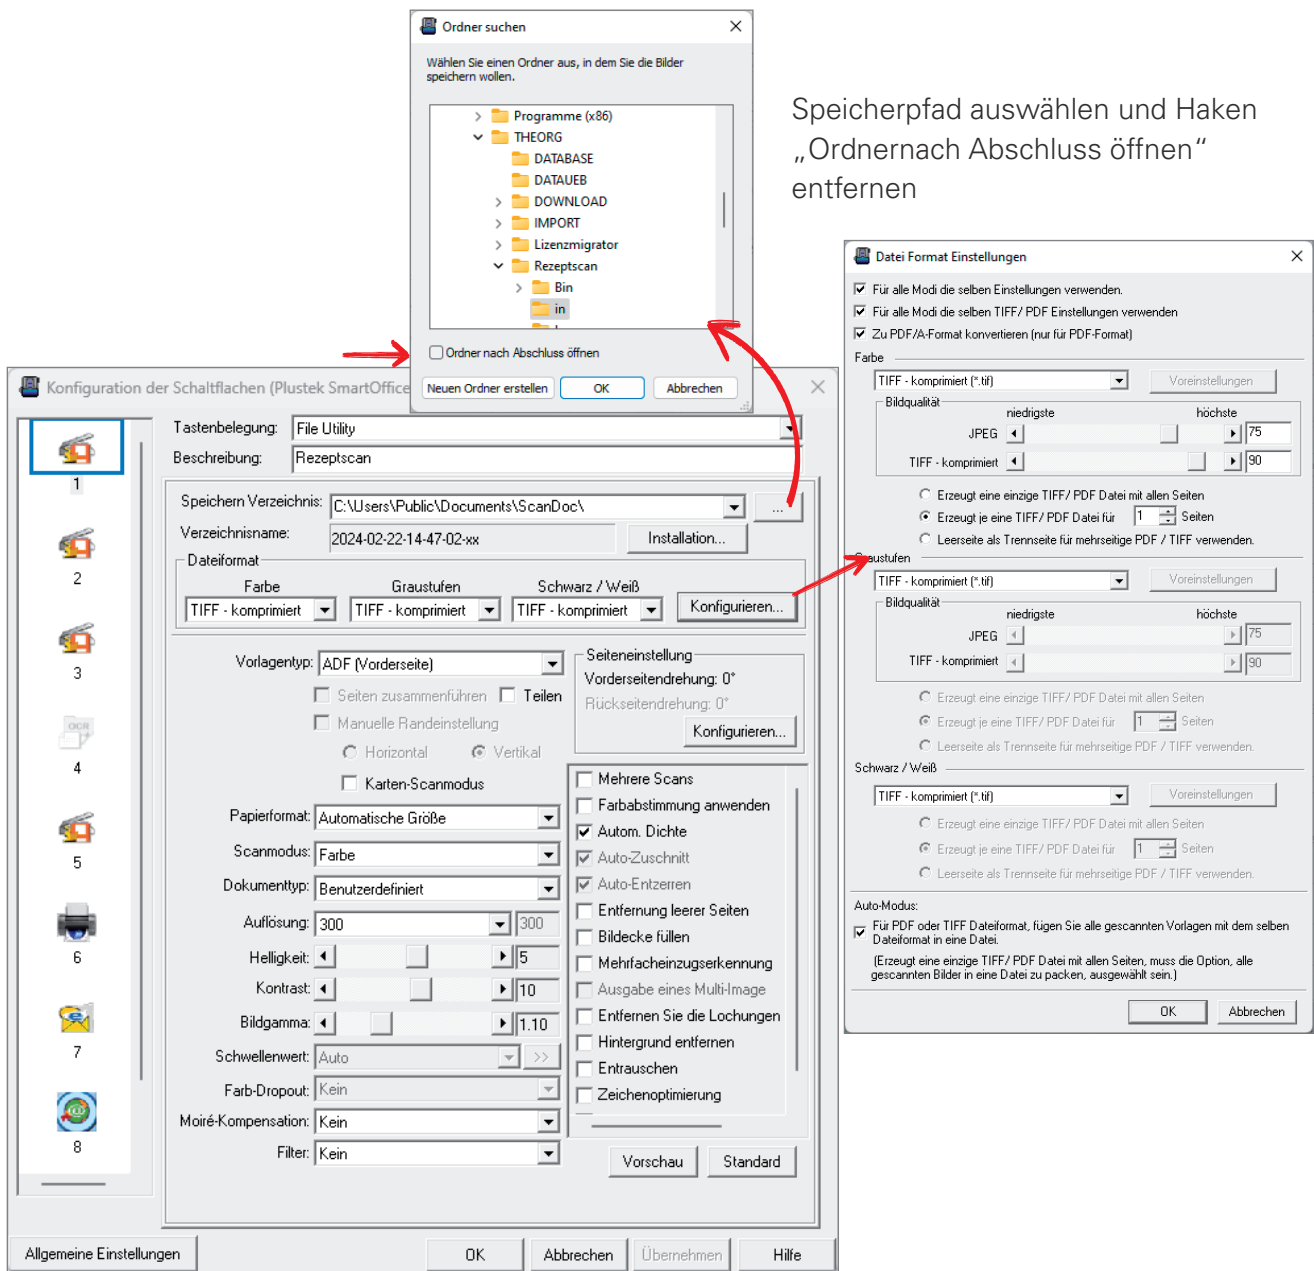 Ordner suchen
Wählen Sie einen Ordner aus, in dem Sie die Bilder
speichern wollen.
Programme (x86)
THEORG
DATABASE
DATAUEB
DOWNLOAD
IMPORT
Lizenzmigrator
Rezeptscan
Bin
in
Ordner nach Abschluss öffnen
Neuen Ordner erstellen OK Abbrechen
Speicherpfad auswählen und Haken
„Ordnernach Abschluss öffnen“
entfernen
Konfiguration der Schaltflachen (Plustek SmartOffice
1
2
3
OCR
4
5
6
7
8
Tastenbelegung: File Utility
Beschreibung: Rezeptscan
Speichern Verzeichnis: C:\Users\Public\Documents\ScanDoc\ ...
Verzeichnisname: 2024-02-22-14-47-02-xx Installation...
Dateiformat
Farbe Graustufen Schwarz / Weiß
TIFF - komprimiert TIFF - komprimiert TIFF - komprimiert Konfigurieren...
Vorlagentyp: ADF (Vorderseite)
Seiten zusammenführen Teilen
Manuelle Randeinstellung
Horizontal Vertikal
Karten-Scanmodus
Papierformat: Automatische Größe
Scanmodus: Farbe
Dokumenttyp: Benutzerdefiniert
Auflösung: 300 300
Helligkeit: 5
Kontrast: 10
Bildgamma: 1.10
Schwellenwert: Auto >>
Farb-Dropout: Kein
Moiré-Kompensation: Kein
Filter: Kein
Seiteneinstellung
Vorderseitendrehung: 0°
Rückseitendrehung: 0°
Konfigurieren...
Mehrere Scans
Farbabstimmung anwenden
Autom. Dichte
Auto-Zuschnitt
Auto-Entzerren
Entfernung leerer Seiten
Bildecke füllen
Mehrfacheinzugserkennung
Ausgabe eines Multi-Image
Entfernen Sie die Lochungen
Hintergrund entfernen
Entrauschen
Zeichenoptimierung
Vorschau Standard
Allgemeine Einstellungen OK Abbrechen Übernehmen Hilfe
Datei Format Einstellungen
Für alle Modi die selben Einstellungen verwenden.
Für alle Modi die selben TIFF/ PDF Einstellungen verwenden
Zu PDF/A-Format konvertieren (nur für PDF-Format)
Farbe
TIFF - komprimiert (*.tif) Voreinstellungen
Bildqualität
niedrigste höchste
JPEG 75
TIFF - komprimiert 90
Erzeugt eine einzige TIFF/ PDF Datei mit allen Seiten
Erzeugt je eine TIFF/ PDF Datei für 1 Seiten
Leerseite als Trennseite für mehrseitige PDF / TIFF verwenden.
Graustufen
TIFF - komprimiert (*.tif) Voreinstellungen
Bildqualität
niedrigste höchste
JPEG 75
TIFF - komprimiert 90
Erzeugt eine einzige TIFF/ PDF Datei mit allen Seiten
Erzeugt je eine TIFF/ PDF Datei für 1 Seiten
Leerseite als Trennseite für mehrseitige PDF / TIFF verwenden.
Schwarz / Weiß
TIFF - komprimiert (*.tif) Voreinstellungen
Erzeugt eine einzige TIFF/ PDF Datei mit allen Seiten
Erzeugt je eine TIFF/ PDF Datei für 1 Seiten
Leerseite als Trennseite für mehrseitige PDF / TIFF verwenden.
Auto-Modus:
Für PDF oder TIFF Dateiformat, fügen Sie alle gescannten Vorlagen mit dem selben
Dateiformat in eine Datei.
(Erzeugt eine einzige TIFF/ PDF Datei mit allen Seiten, muss die Option, alle
gescannten Bilder in eine Datei zu packen, ausgewählt sein.)
OK Abbrechen